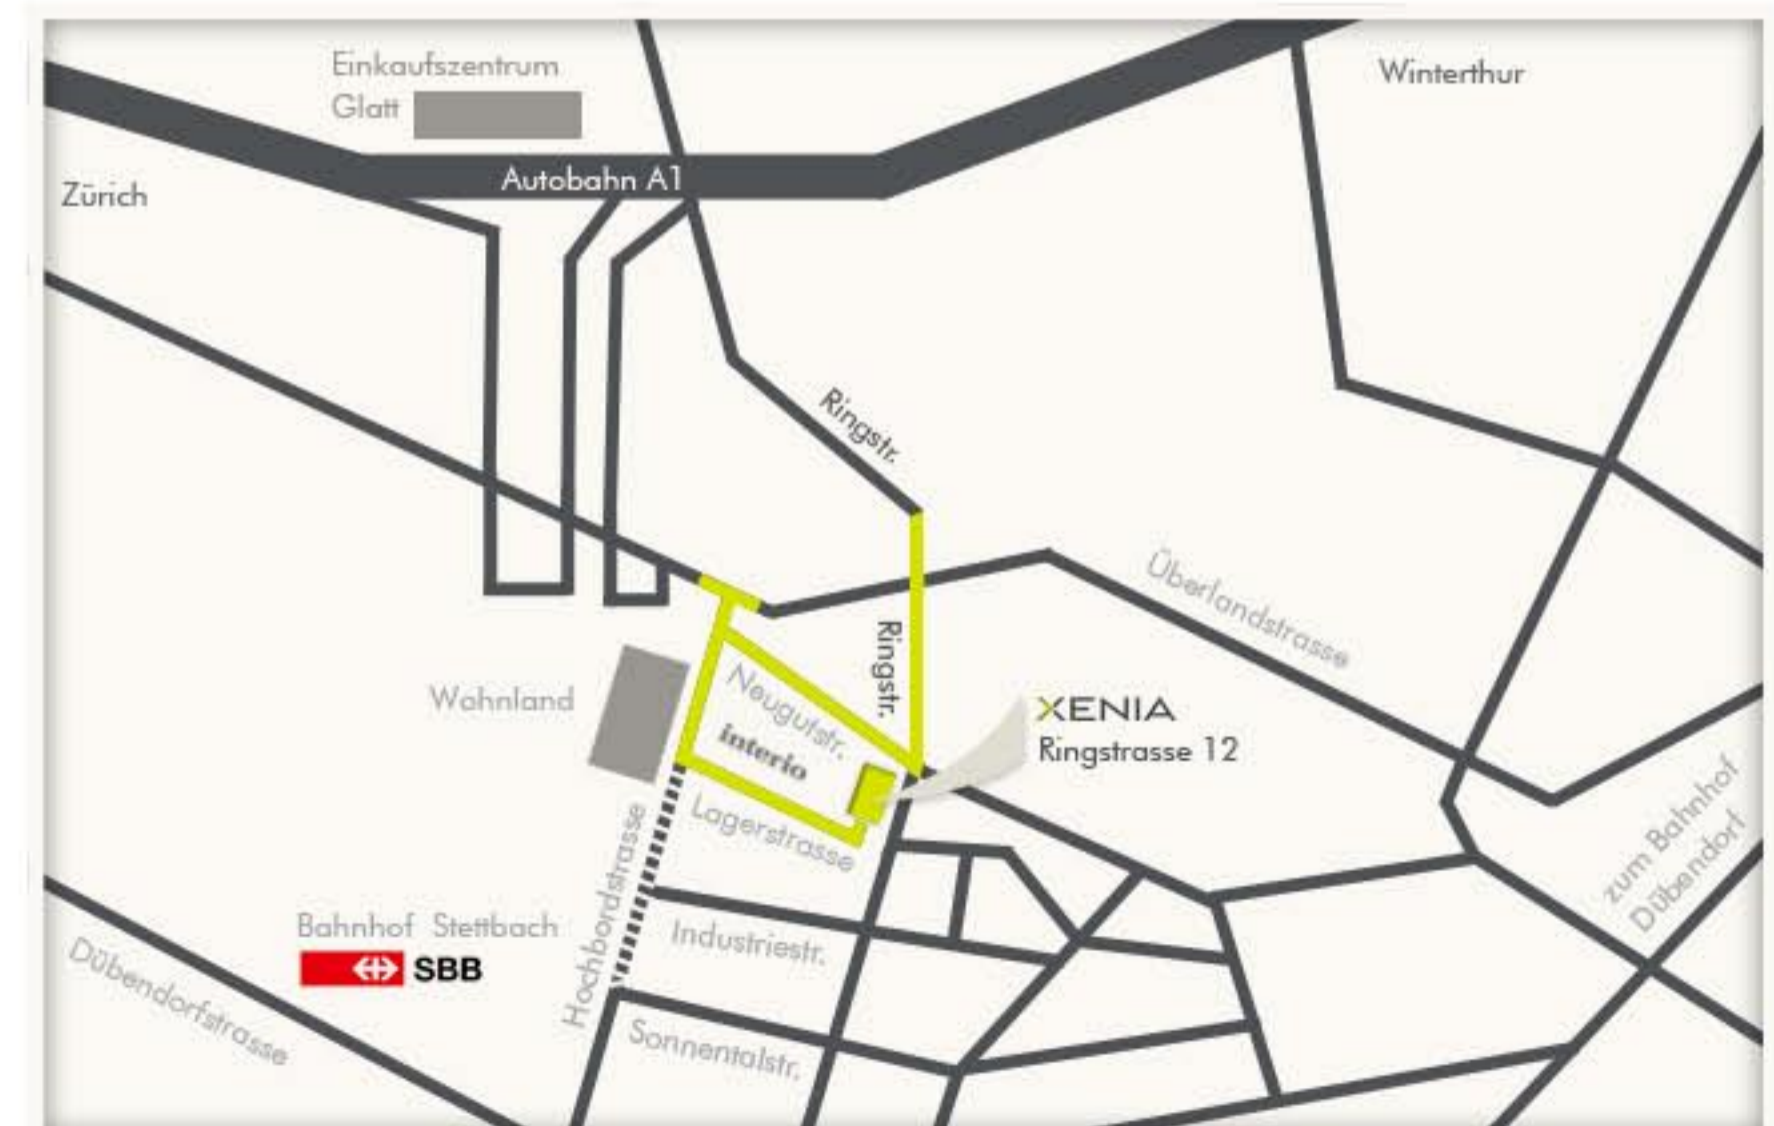 Einkaufszentrum
Glatt
Winterthur
Autobahn A1
Zürich
Ringstr.
Überlandstrasse
Ringstr.
Wohnland
Neugutstr.
interio
XENIA
Ringstrasse 12
Lagerstrasse
zum Bahnhof
Dübendorf
Hochbordstrasse
Bahnhof Stettbach
SBB
Industriestr.
Dübendorfstrasse
Sonnentalstr.